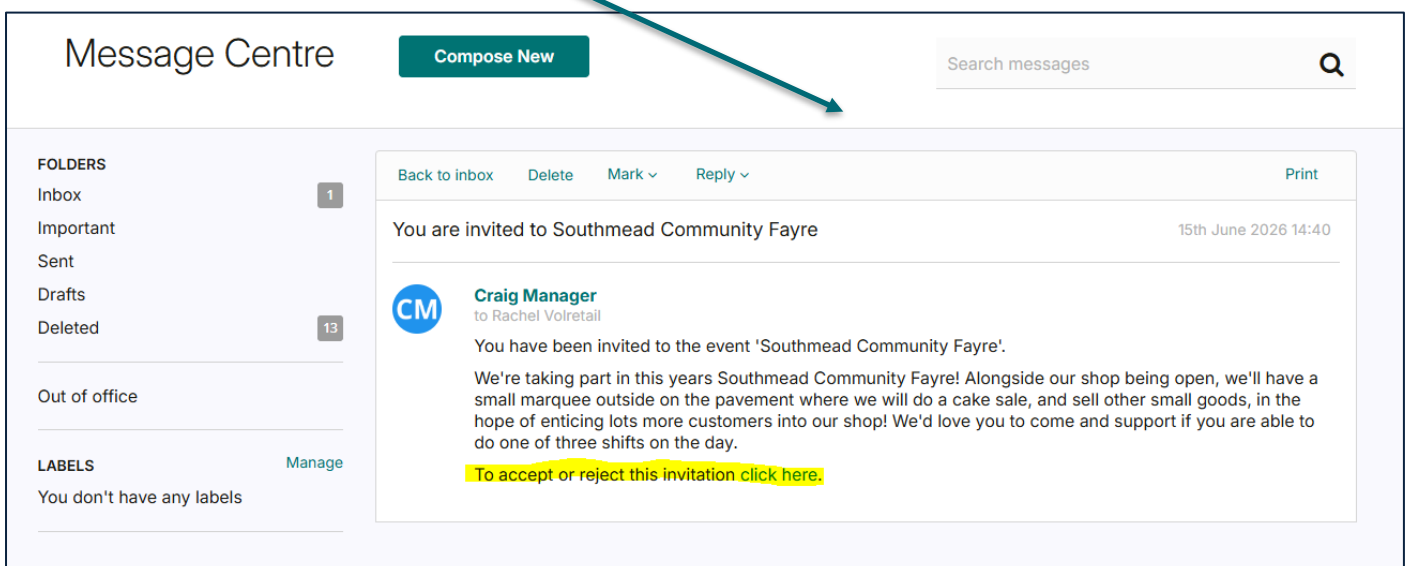 Message Centre
Compose New
Search messages
FOLDERS
Inbox 1
Important
Sent
Drafts
Deleted 13
Out of office
LABELS Manage
You don't have any labels
Back to inbox Delete Mark Reply Print
You are invited to Southmead Community Fayre 15th June 2026 14:40
CM
Craig Manager
to Rachel Volretail
You have been invited to the event 'Southmead Community Fayre'.
We're taking part in this years Southmead Community Fayre! Alongside our shop being open, we'll have a
small marquee outside on the pavement where we will do a cake sale, and sell other small goods, in the
hope of enticing lots more customers into our shop! We'd love you to come and support if you are able to
do one of three shifts on the day.
To accept or reject this invitation click here.